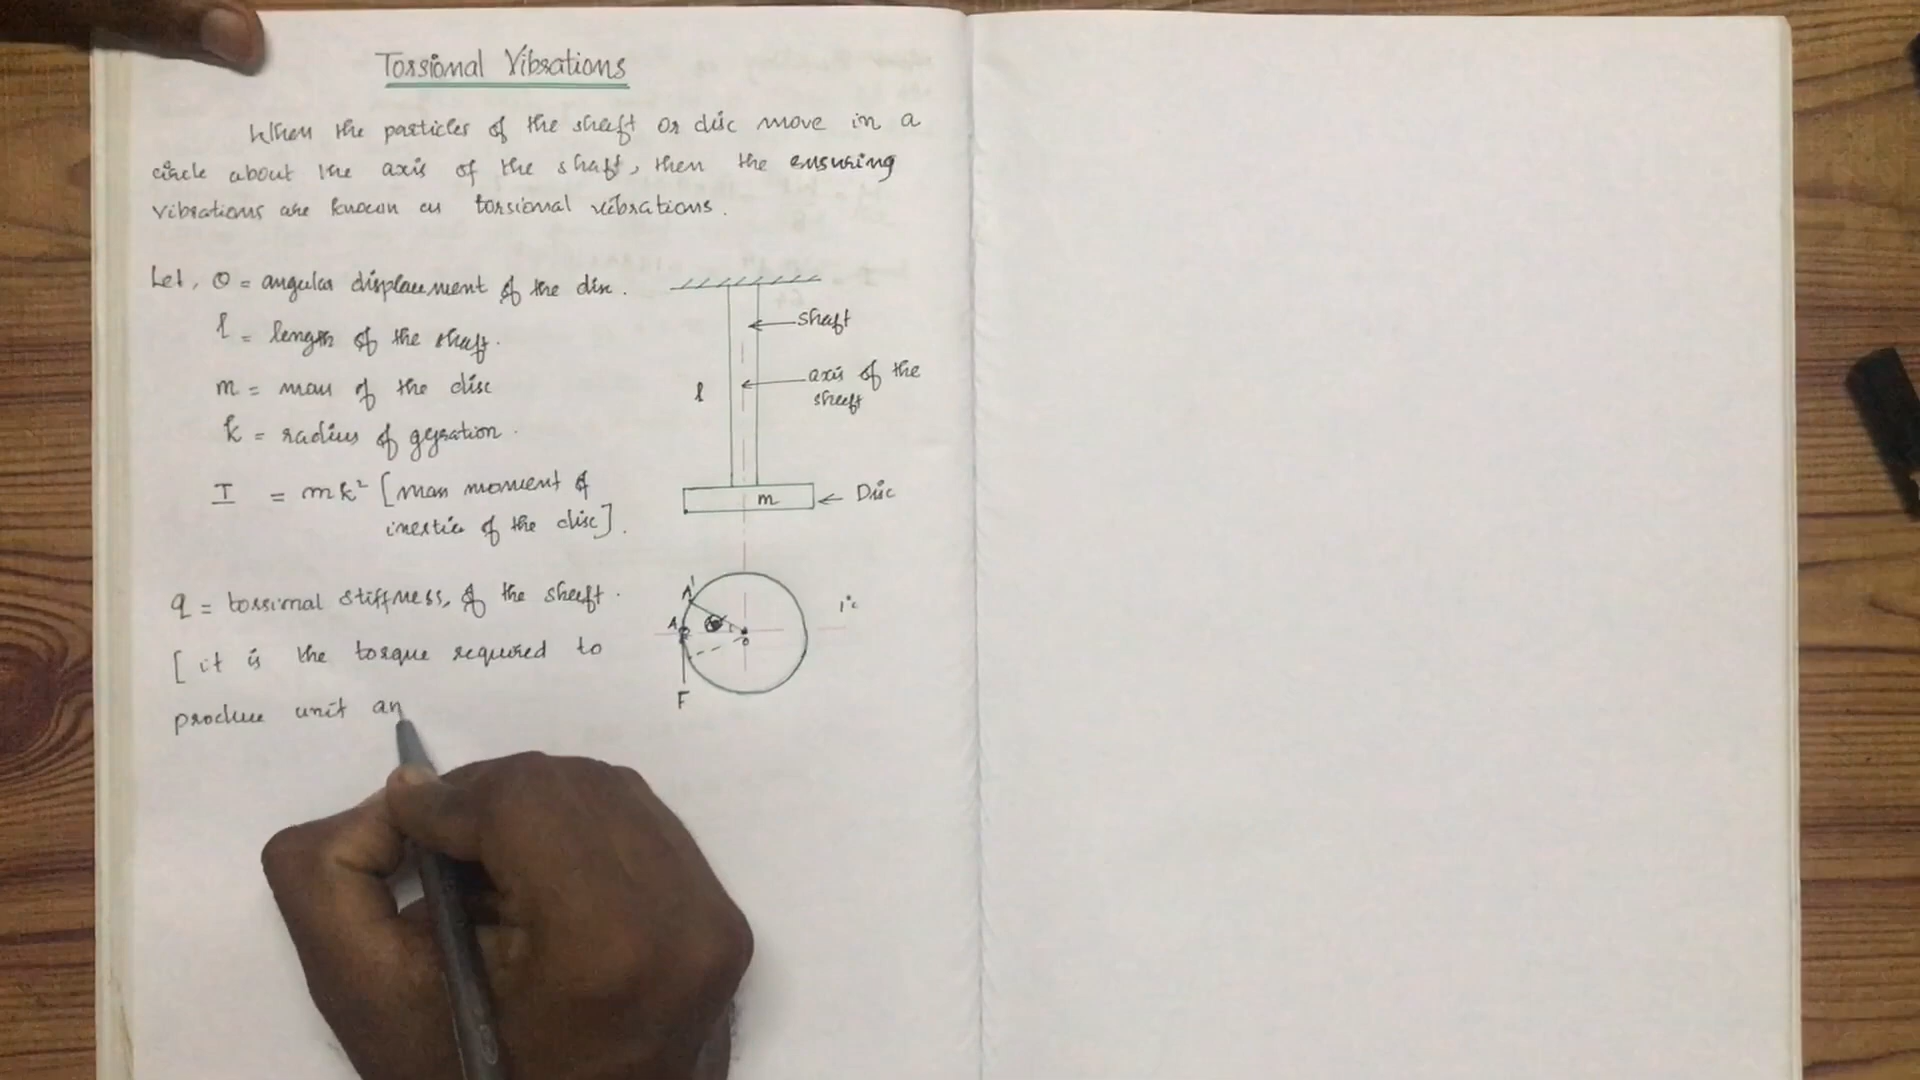 Torsional Vibrations
When the particles of the shaft or disc move in a
circle about the axis of the shaft, then the ensuring
vibrations are known as torsional vibrations.
Let, θ = angular displacement of the disc.
l = length of the shaft.
m = mass of the disc
k = radius of gyration.
I = mk² [mass moment of
inertia of the disc].
q = torsional stiffness, of the shaft.
[it is the torque required to
produce unit an
shaft
axis of the
shaft
l
m
Disc
A'
A
θ
o
F
1°c